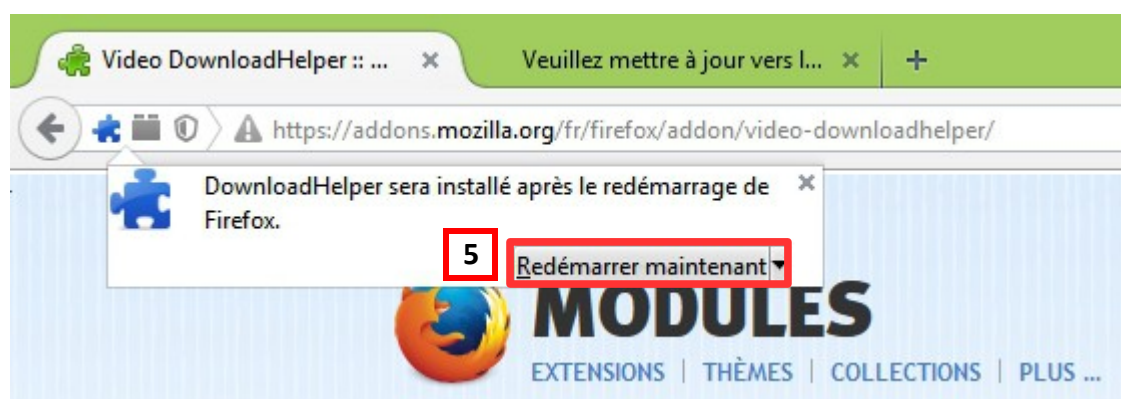 Video DownloadHelper :: ...
Veuillez mettre à jour vers l...
https://addons.mozilla.org/fr/firefox/addon/video-downloadhelper/
DownloadHelper sera installé après le redémarrage de
Firefox.
5
Redémarrer maintenant
MODULES
EXTENSIONS | THÈMES | COLLECTIONS | PLUS ...